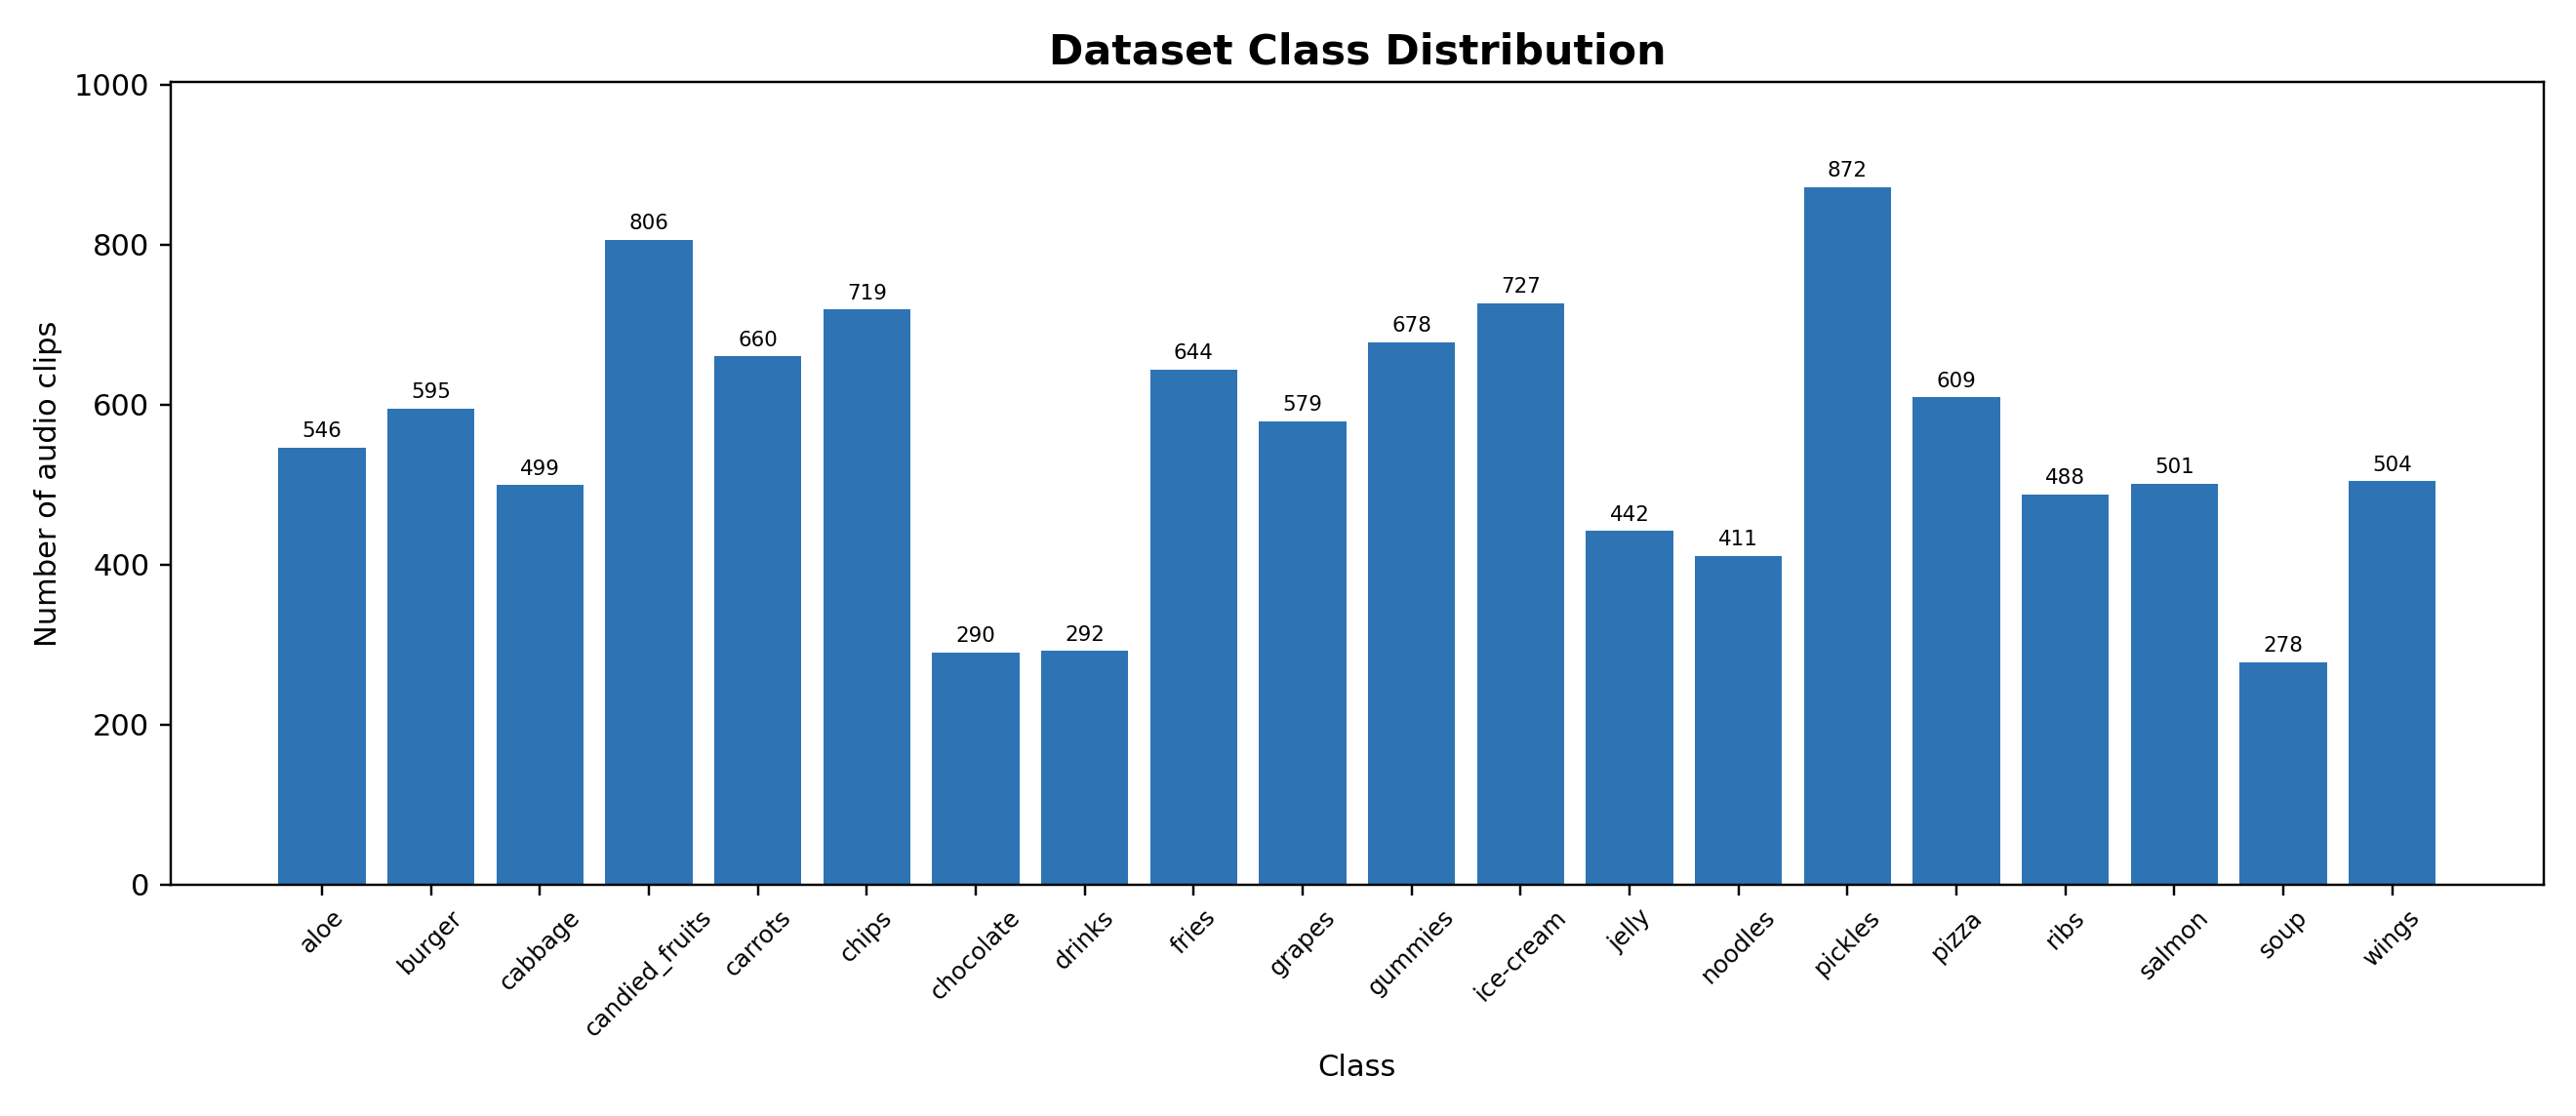 Dataset Class Distribution
1000
800
600
400
200
0
Number of audio clips
546
595
499
806
660
719
290
292
644
579
678
727
442
411
872
609
488
501
278
504
aloe
burger
cabbage
candied_fruits
carrots
chips
chocolate
drinks
fries
grapes
gummies
ice-cream
jelly
noodles
pickles
pizza
ribs
salmon
soup
wings
Class